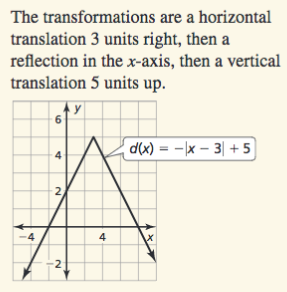 The transformations are a horizontal
translation 3 units right, then a
reflection in the x-axis, then a vertical
translation 5 units up.
y
6
d(x) = −|x − 3| + 5
4
2
−4
4
x
−2